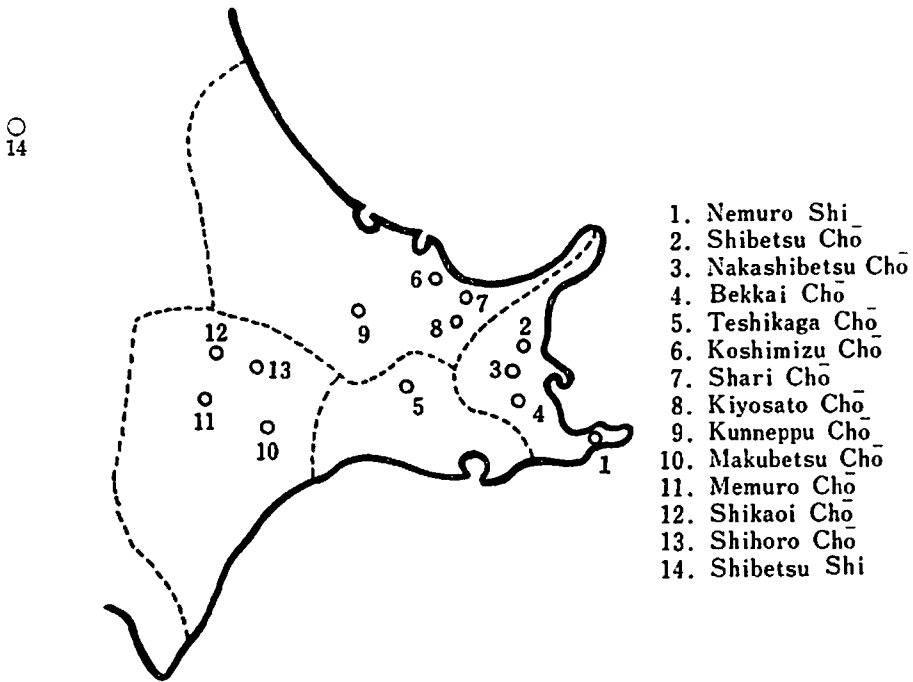 14
6
7
9
8
12
2
13
3
5
11
4
10
1
1. Nemuro Shi
2. Shibetsu Chō
3. Nakashibetsu Chō
4. Bekkai Chō
5. Teshikaga Chō
6. Koshimizu Chō
7. Shari Chō
8. Kiyosato Chō
9. Kunneppu Chō
10. Makubetsu Chō
11. Memuro Chō
12. Shikaoi Chō
13. Shihoro Chō
14. Shibetsu Shi